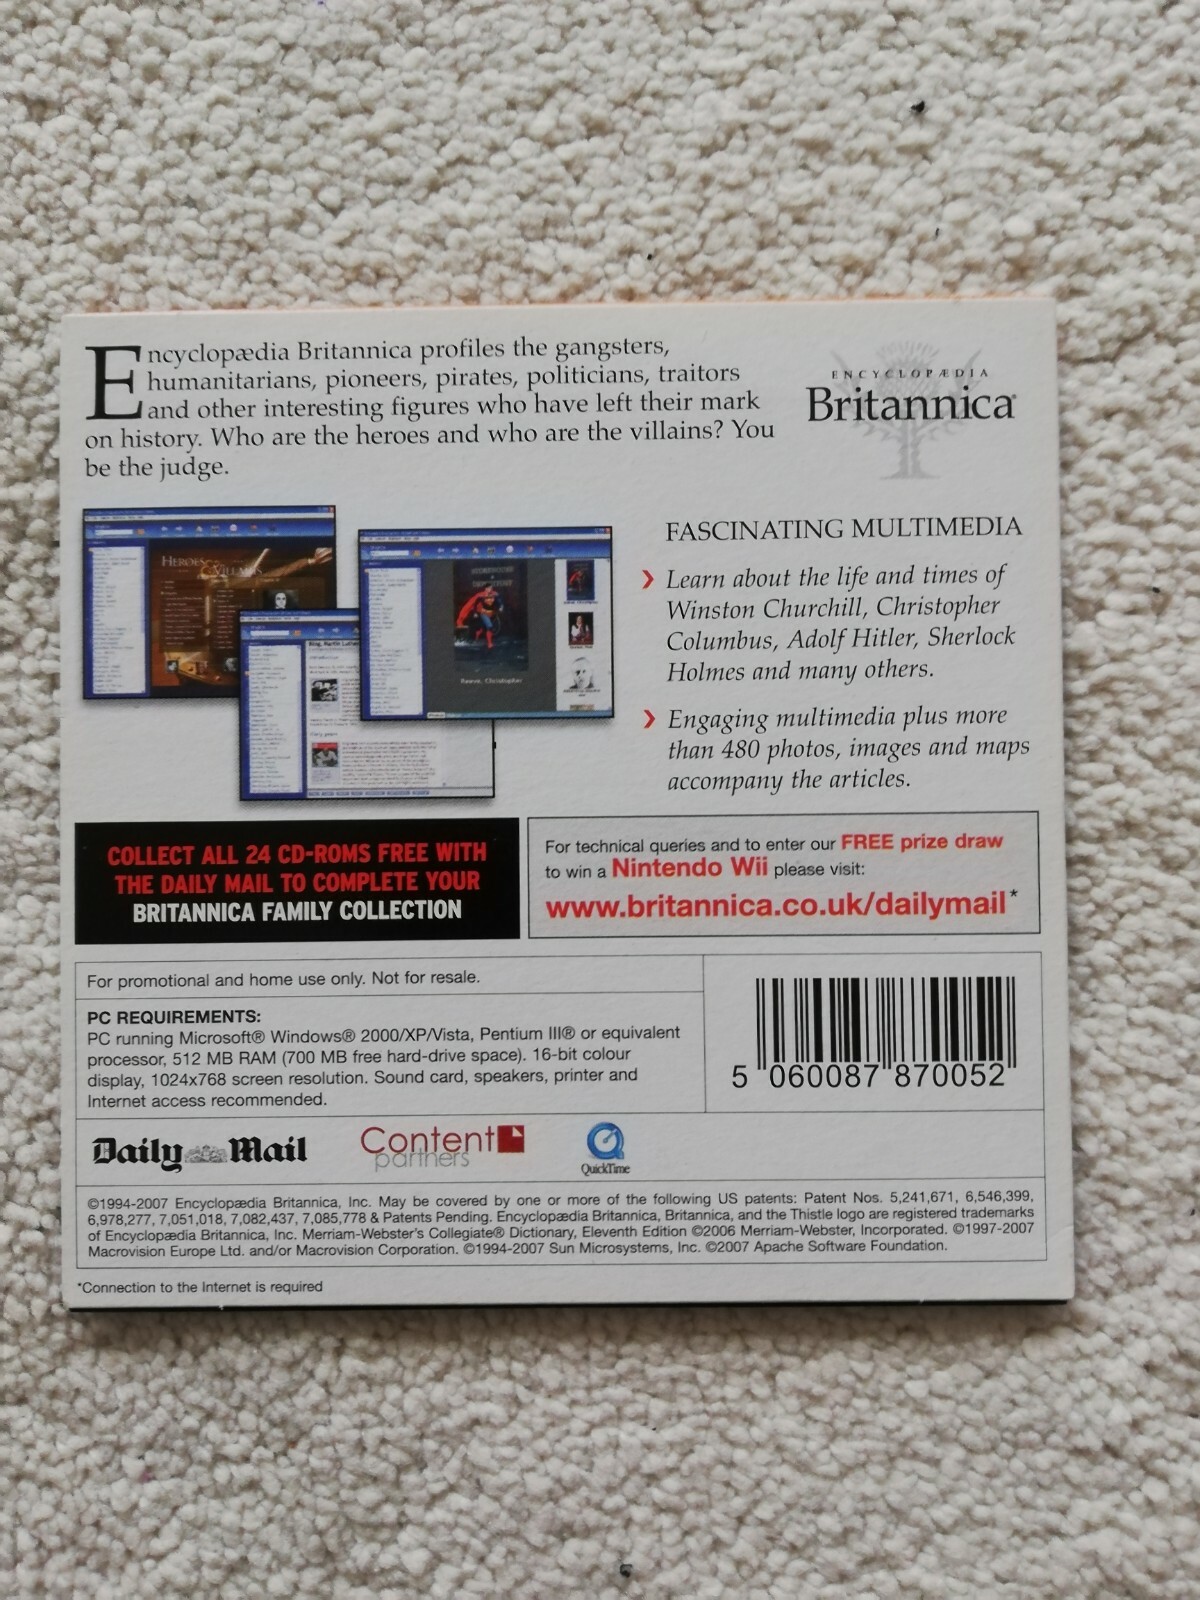 Encyclopædia Britannica profiles the gangsters,
humanitarians, pioneers, pirates, politicians, traitors
and other interesting figures who have left their mark
on history. Who are the heroes and who are the villains? You
be the judge.
ENCYCLOPÆDIA
Britannica®
HEROES & VILLAINS
King, Martin Luther
Reeve, Christopher
FASCINATING MULTIMEDIA
Learn about the life and times of
Winston Churchill, Christopher
Columbus, Adolf Hitler, Sherlock
Holmes and many others.
Engaging multimedia plus more
than 480 photos, images and maps
accompany the articles.
COLLECT ALL 24 CD-ROMS FREE WITH
THE DAILY MAIL TO COMPLETE YOUR
BRITANNICA FAMILY COLLECTION
For technical queries and to enter our FREE prize draw
to win a Nintendo Wii please visit:
www.britannica.co.uk/dailymail*
For promotional and home use only. Not for resale.
PC REQUIREMENTS:
PC running Microsoft® Windows® 2000/XP/Vista, Pentium III® or equivalent
processor, 512 MB RAM (700 MB free hard-drive space). 16-bit colour
display, 1024x768 screen resolution. Sound card, speakers, printer and
Internet access recommended.
5 060087 870052
Daily Mail
Content partners
QuickTime
©1994-2007 Encyclopædia Britannica, Inc. May be covered by one or more of the following US patents: Patent Nos. 5,241,671, 6,546,399,
6,978,277, 7,051,018, 7,082,437, 7,085,778 & Patents Pending. Encyclopædia Britannica, Britannica, and the Thistle logo are registered trademarks
of Encyclopædia Britannica, Inc. Merriam-Webster's Collegiate® Dictionary, Eleventh Edition ©2006 Merriam-Webster, Incorporated. ©1997-2007
Macrovision Europe Ltd. and/or Macrovision Corporation. ©1994-2007 Sun Microsystems, Inc. ©2007 Apache Software Foundation.
*Connection to the Internet is required